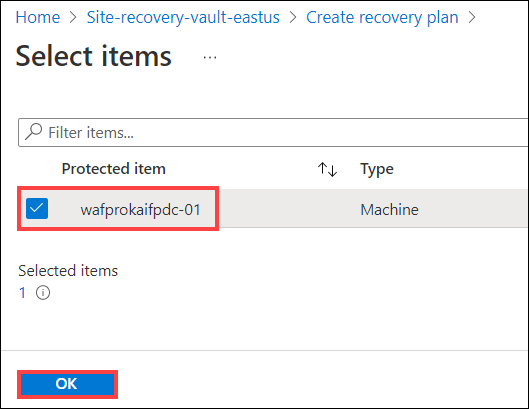 Home > Site-recovery-vault-eastus > Create recovery plan >
Select items ...
Filter items...
Protected item ↑↓ Type
wafprokaifpdc-01 Machine
Selected items
1
OK